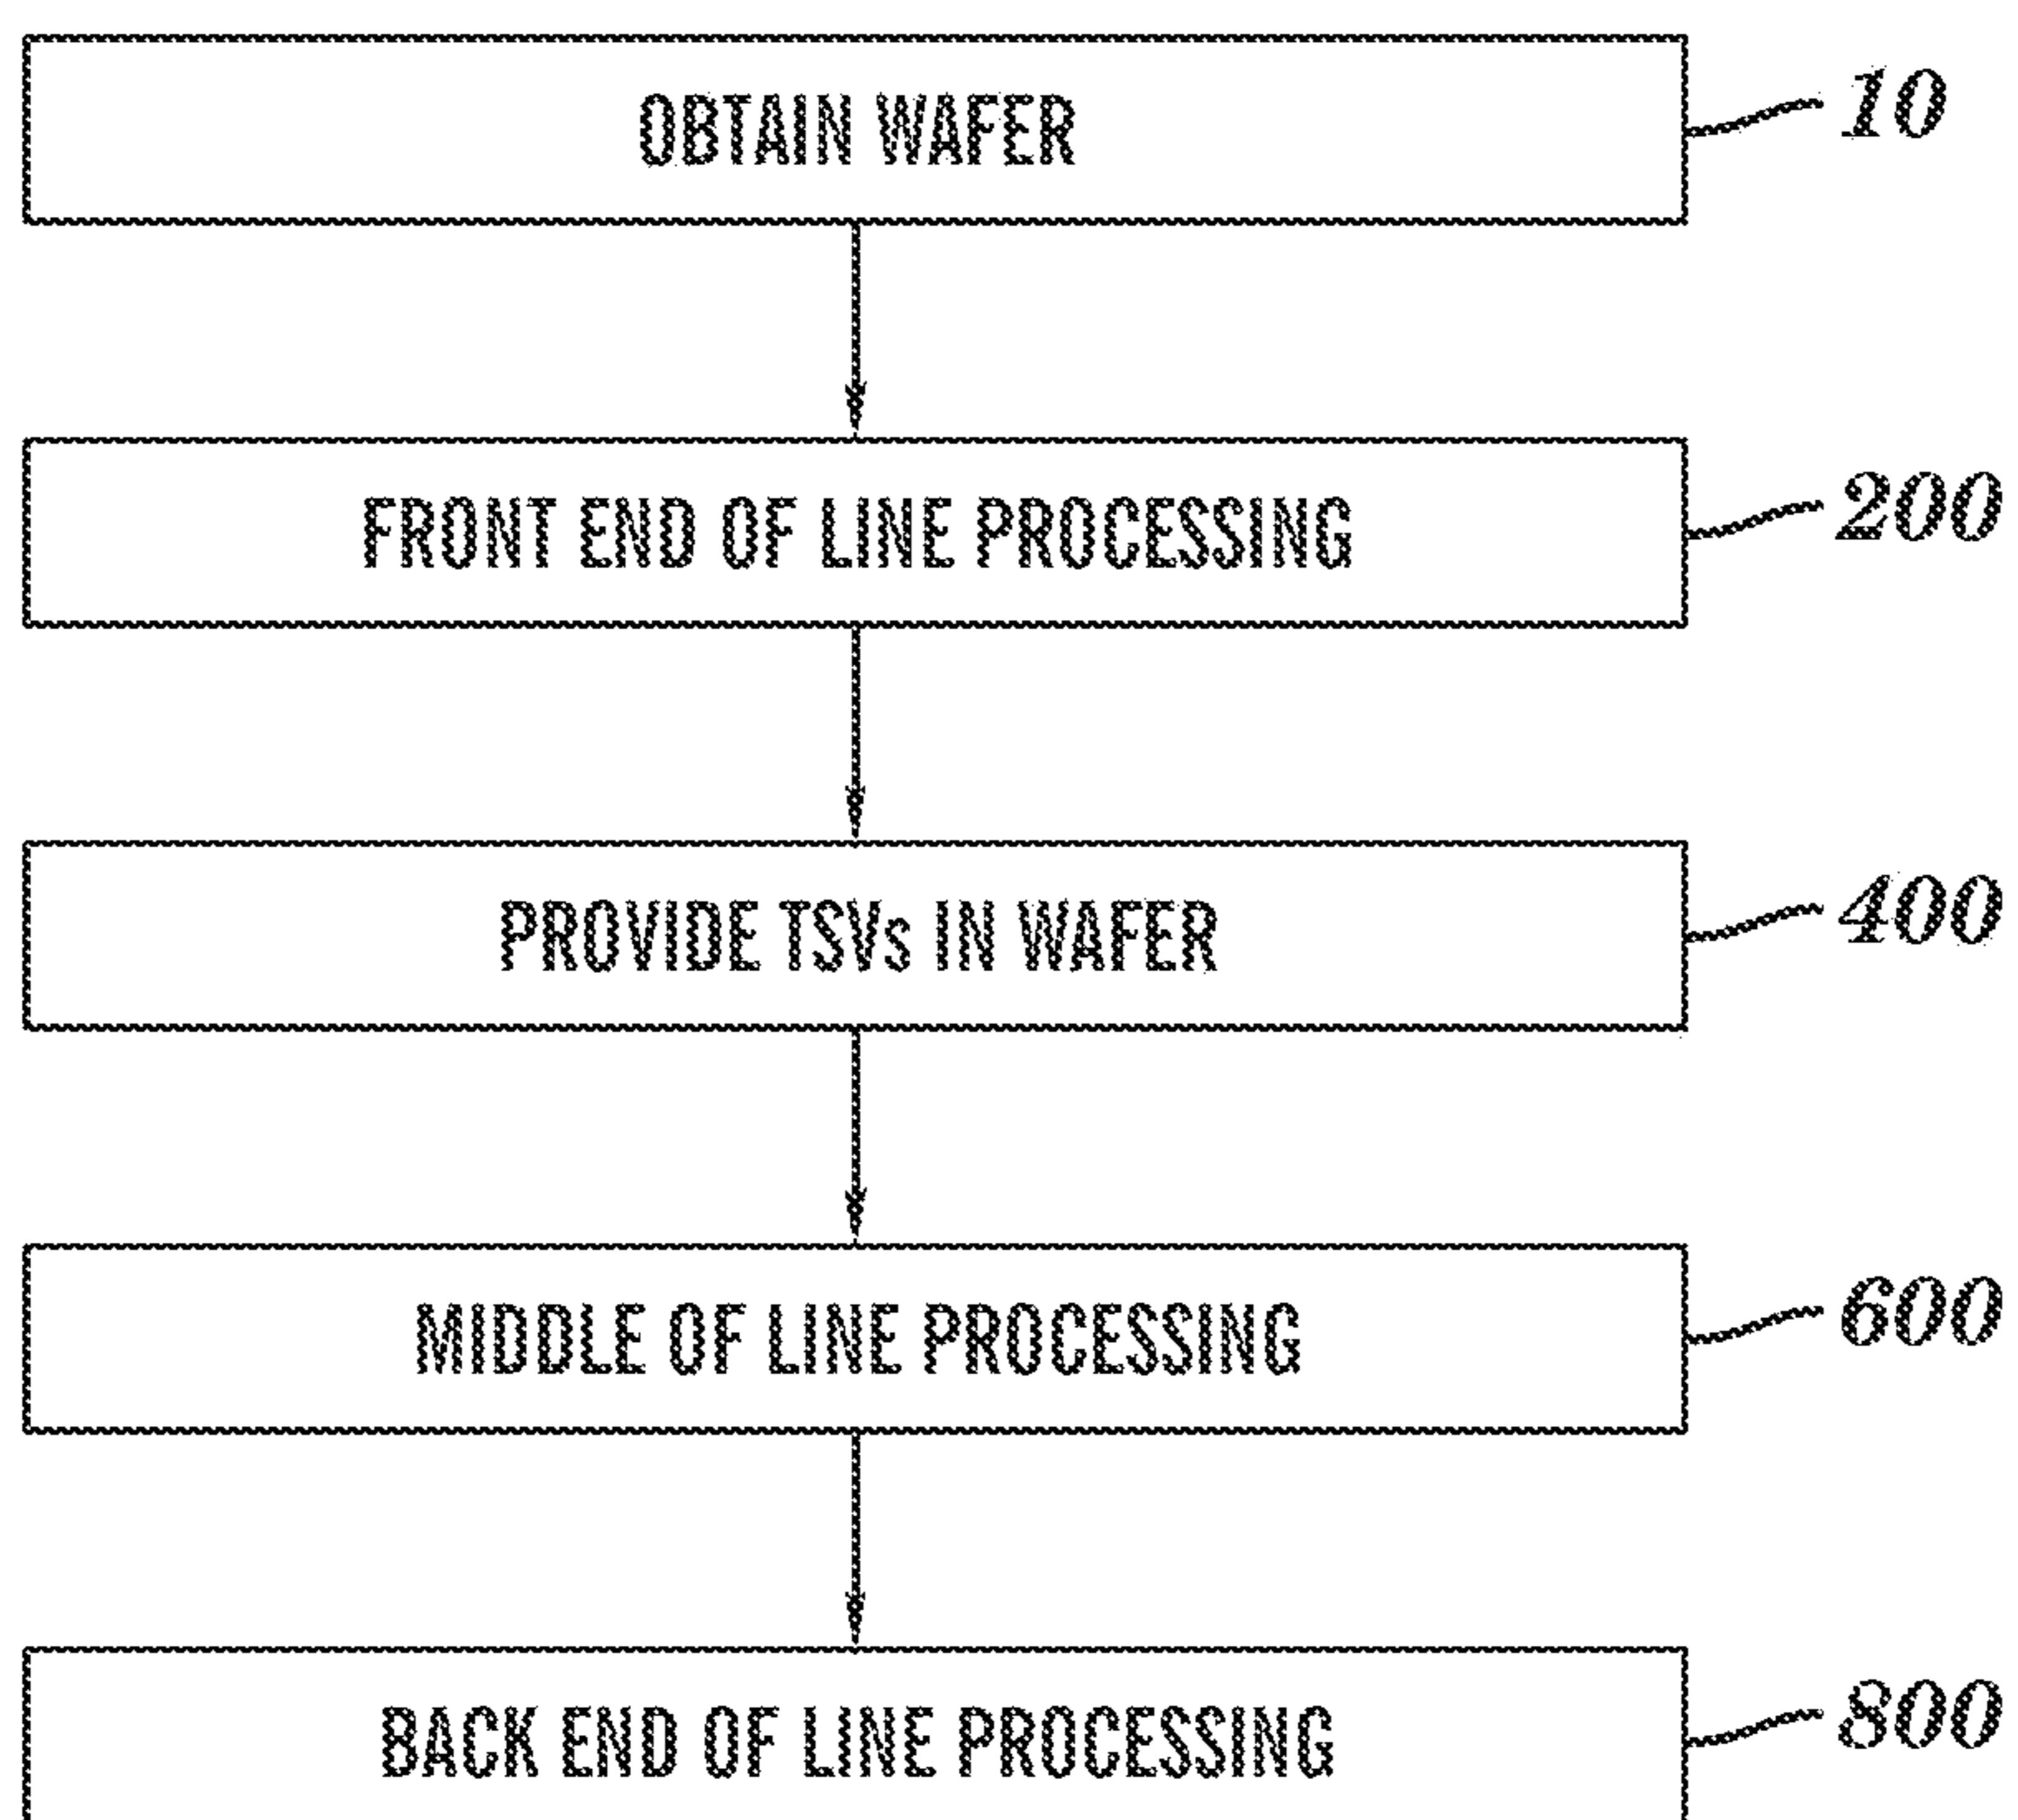 OBTAIN WAFER 10
FRONT END OF LINE PROCESSING 200
PROVIDE TSVs IN WAFER 400
MIDDLE OF LINE PROCESSING 600
BACK END OF LINE PROCESSING 800